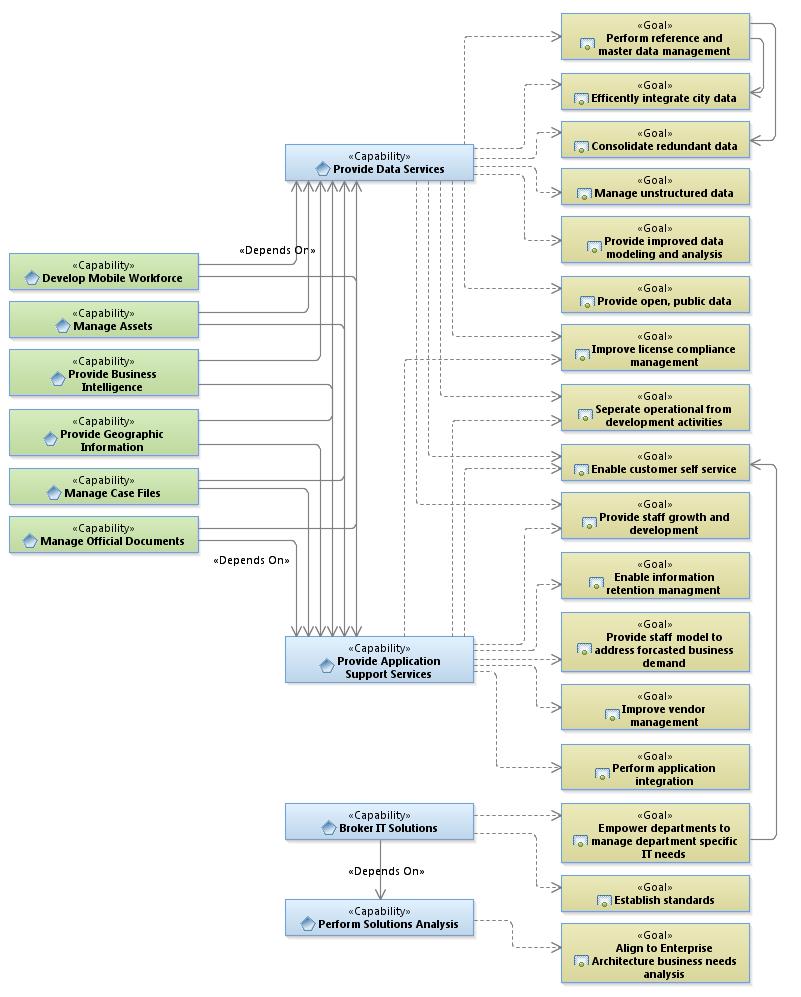 «Goal»
Perform reference and
master data management
«Goal»
Efficently integrate city data
«Goal»
Consolidate redundant data
«Capability»
Provide Data Services
«Goal»
Manage unstructured data
«Goal»
Provide improved data
modeling and analysis
«Depends On»
«Capability»
Develop Mobile Workforce
«Goal»
Provide open, public data
«Capability»
Manage Assets
«Goal»
Improve license compliance
management
«Capability»
Provide Business
Intelligence
«Goal»
Seperate operational from
development activities
«Capability»
Provide Geographic
Information
«Goal»
Enable customer self service
«Capability»
Manage Case Files
«Goal»
Provide staff growth and
development
«Capability»
Manage Official Documents
«Depends On»
«Goal»
Enable information
retention managment
«Goal»
Provide staff model to
address forcasted business
demand
«Capability»
Provide Application
Support Services
«Goal»
Improve vendor
management
«Goal»
Perform application
integration
«Capability»
Broker IT Solutions
«Goal»
Empower departments to
manage department specific
IT needs
«Depends On»
«Goal»
Establish standards
«Capability»
Perform Solutions Analysis
«Goal»
Align to Enterprise
Architecture business needs
analysis